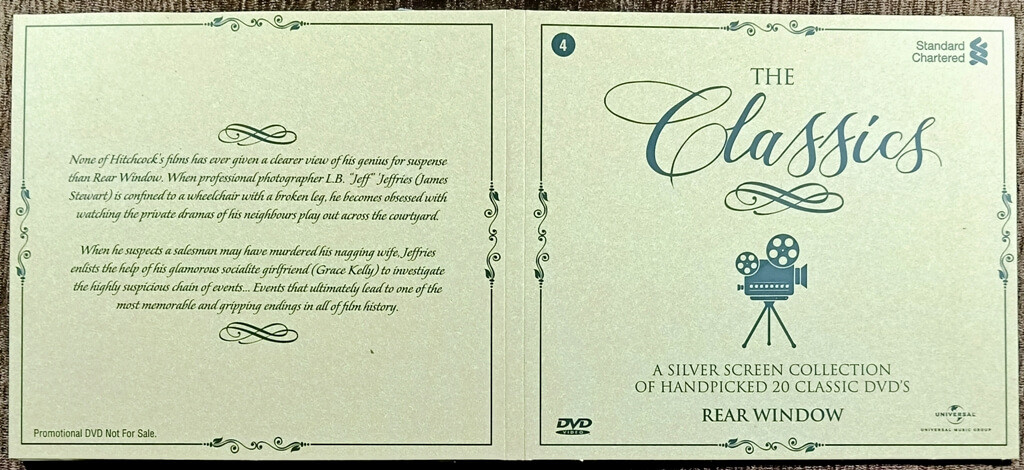 None of Hitchcock's films has ever given a clearer view of his genius for suspense
than Rear Window. When professional photographer L.B. "Jeff" Jeffries (James
Stewart) is confined to a wheelchair with a broken leg, he becomes obsessed with
watching the private dramas of his neighbours play out across the courtyard.
When he suspects a salesman may have murdered his nagging wife, Jeffries
enlists the help of his glamorous socialite girlfriend (Grace Kelly) to investigate
the highly suspicious chain of events... Events that ultimately lead to one of the
most memorable and gripping endings in all of film history.
Promotional DVD Not For Sale.
4
Standard
Chartered
THE
Classics
A SILVER SCREEN COLLECTION
OF HANDPICKED 20 CLASSIC DVD'S
REAR WINDOW
DVD
VIDEO
UNIVERSAL
UNIVERSAL MUSIC GROUP